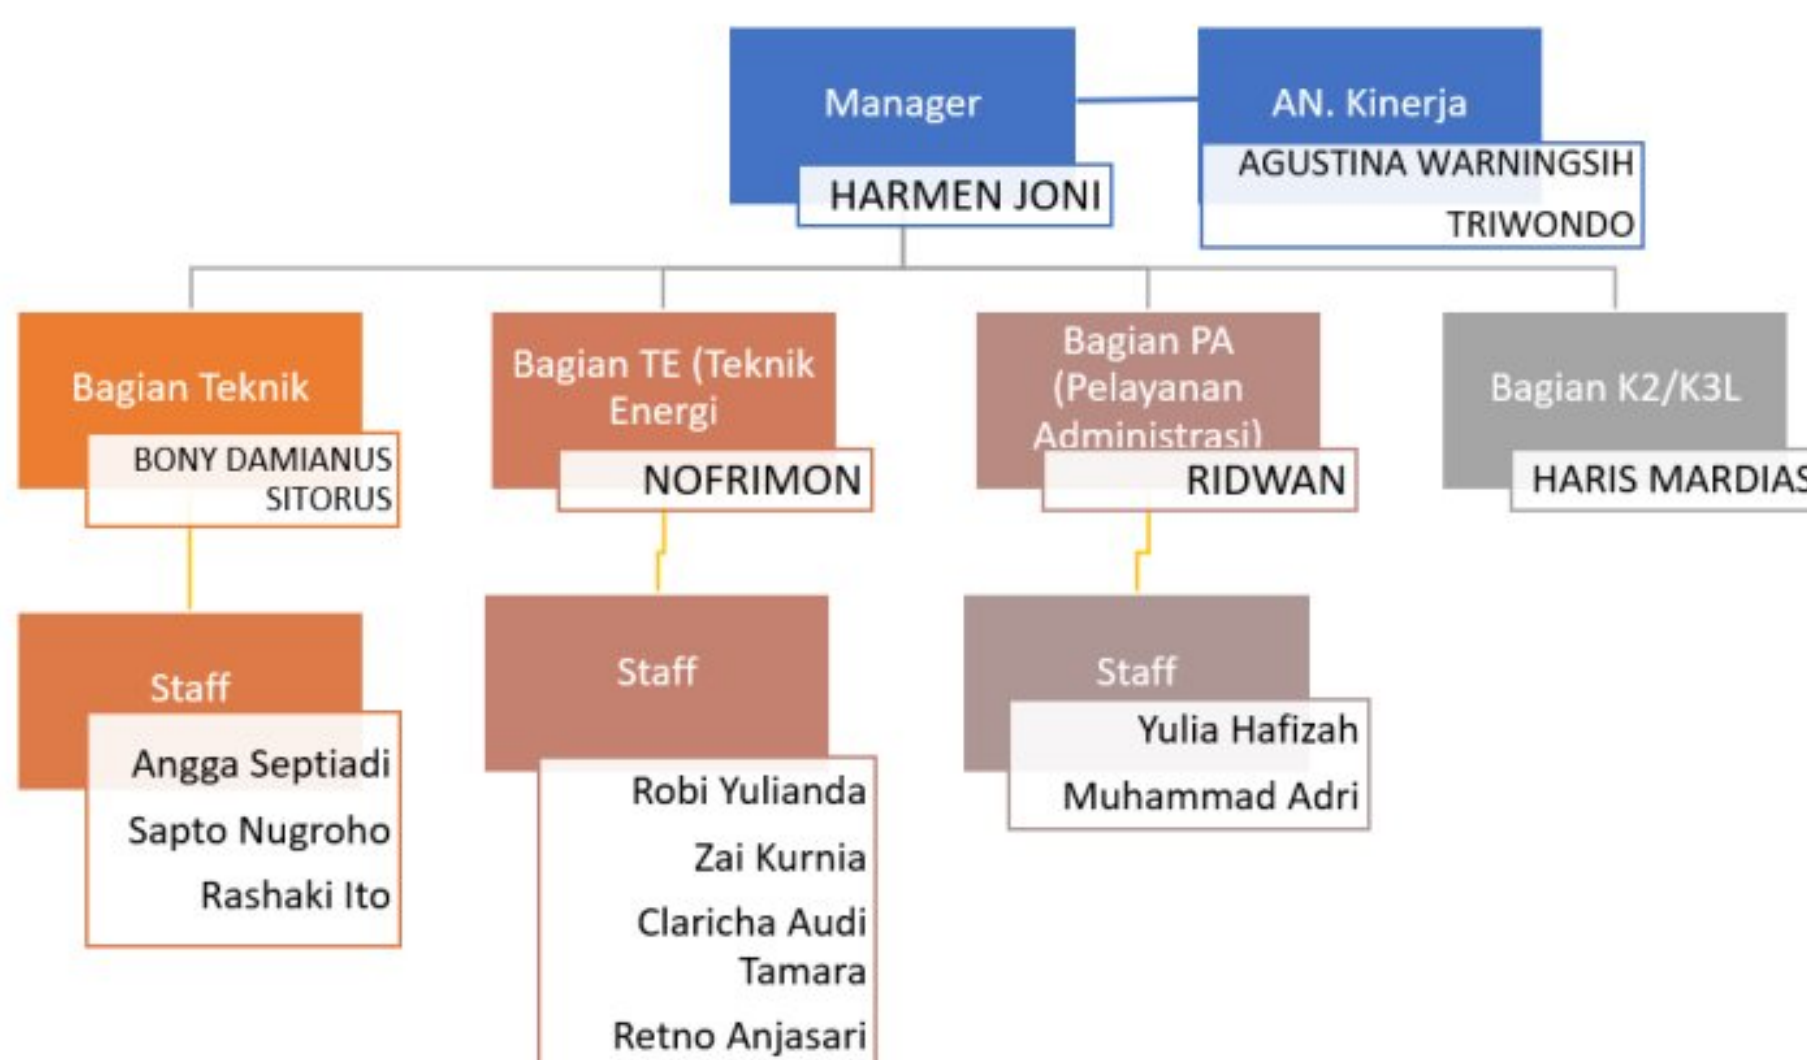 Manager
HARMEN JONI
AN. Kinerja
AGUSTINA WARNINGSIH
TRIWONDO
Bagian Teknik
BONY DAMIANUS
SITORUS
Bagian TE (Teknik
Energi
NOFRIMON
Bagian PA
(Pelayanan
Administrasi)
RIDWAN
Bagian K2/K3L
HARIS MARDIAS
Staff
Angga Septiadi
Sapto Nugroho
Rashaki Ito
Staff
Robi Yulianda
Zai Kurnia
Claricha Audi
Tamara
Retno Anjasari
Staff
Yulia Hafizah
Muhammad Adri